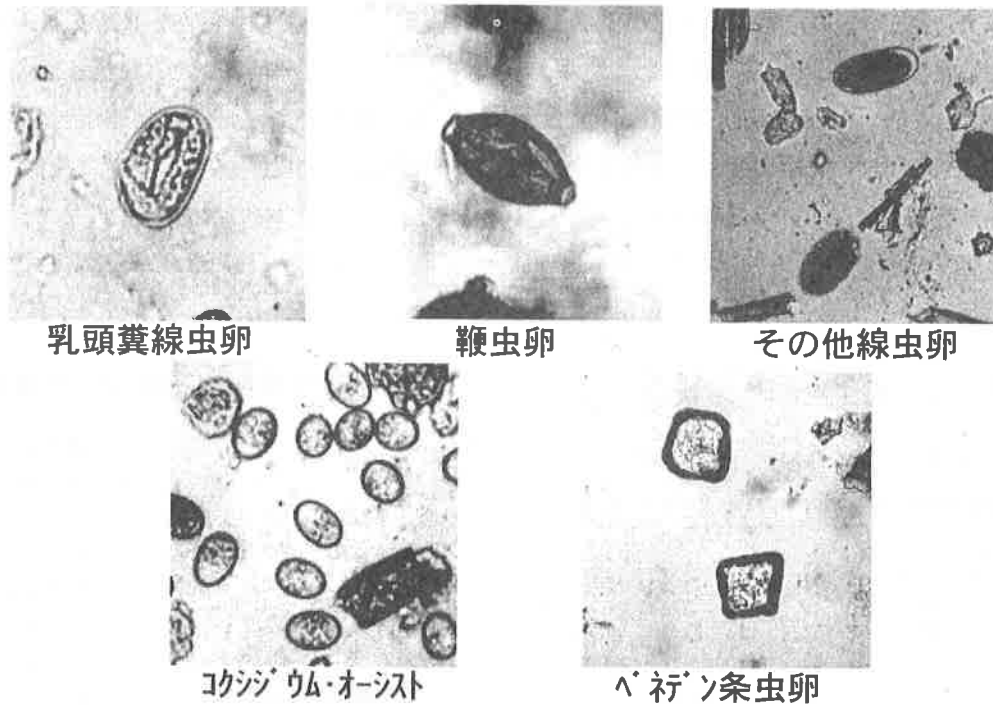 乳頭糞線虫卵
鞭虫卵
その他線虫卵
コクシジウム・オーシスト
ベネデン条虫卵